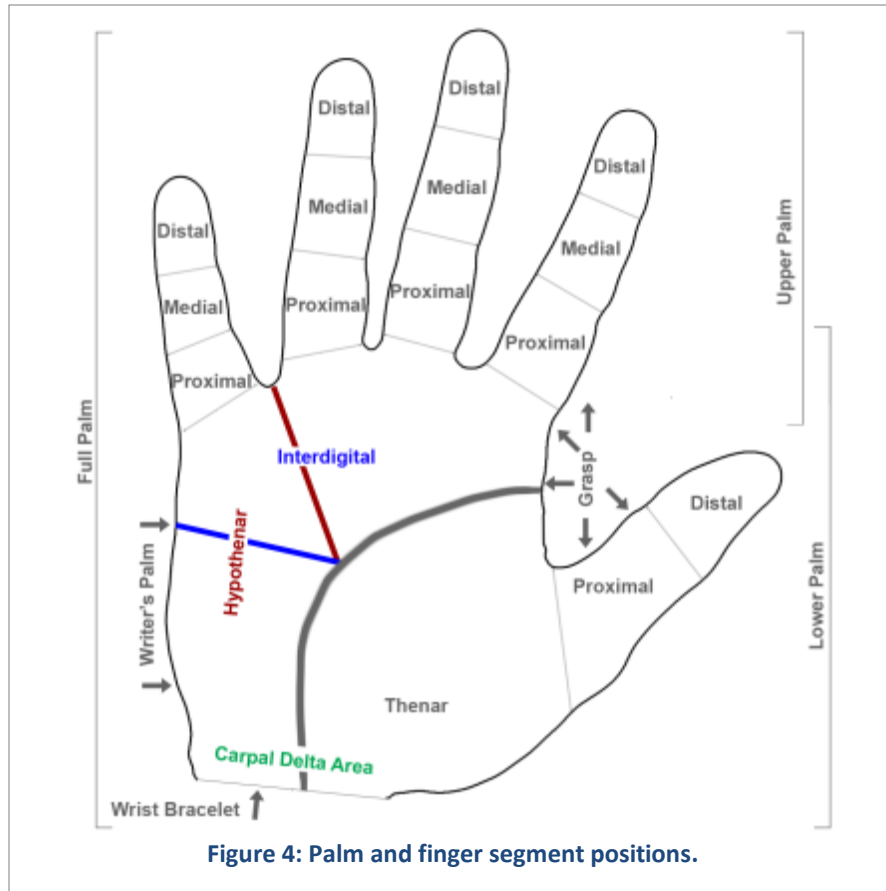 Distal
Distal
Distal
Distal
Medial
Medial
Distal
Medial
Medial
Proximal
Proximal
Proximal
Proximal
Upper Palm
Full Palm
Interdigital
Grasp
Distal
Hypothenar
Proximal
Writer's Palm
Lower Palm
Thenar
Carpal Delta Area
Wrist Bracelet
Figure 4: Palm and finger segment positions.